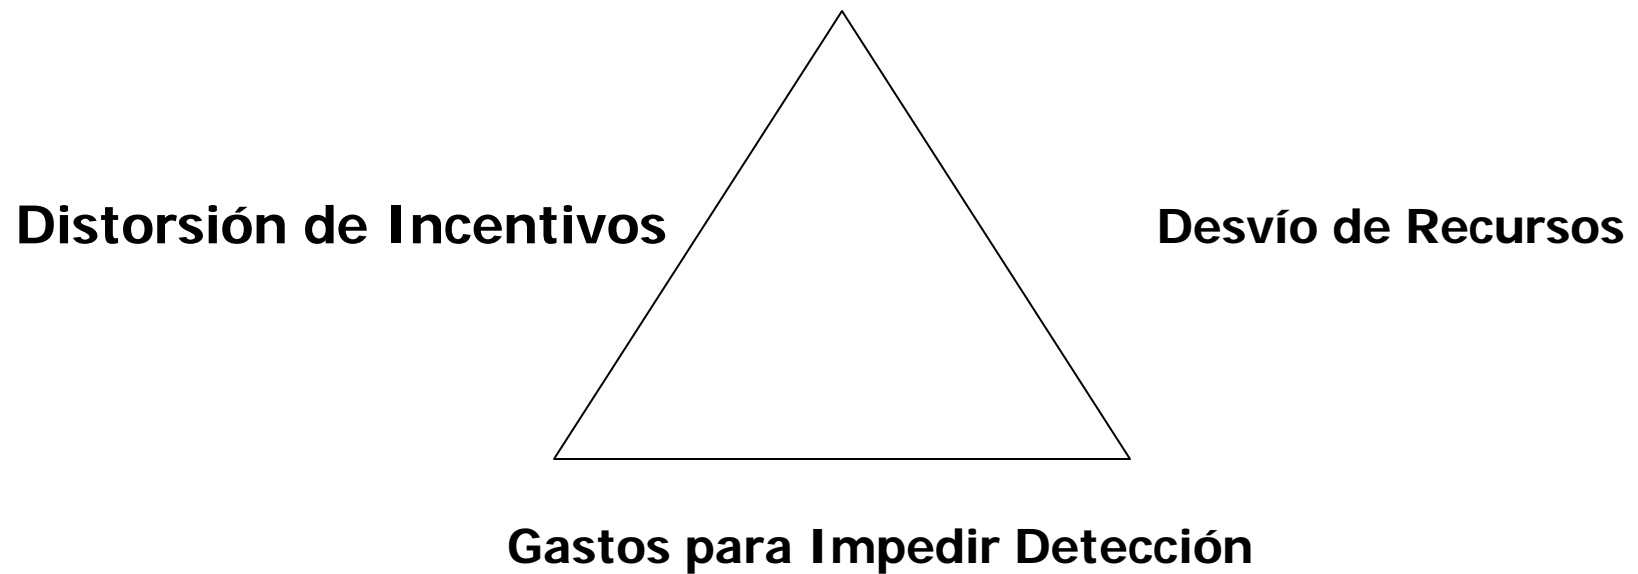 Distorsión de Incentivos
Desvío de Recursos
Gastos para Impedir Detección